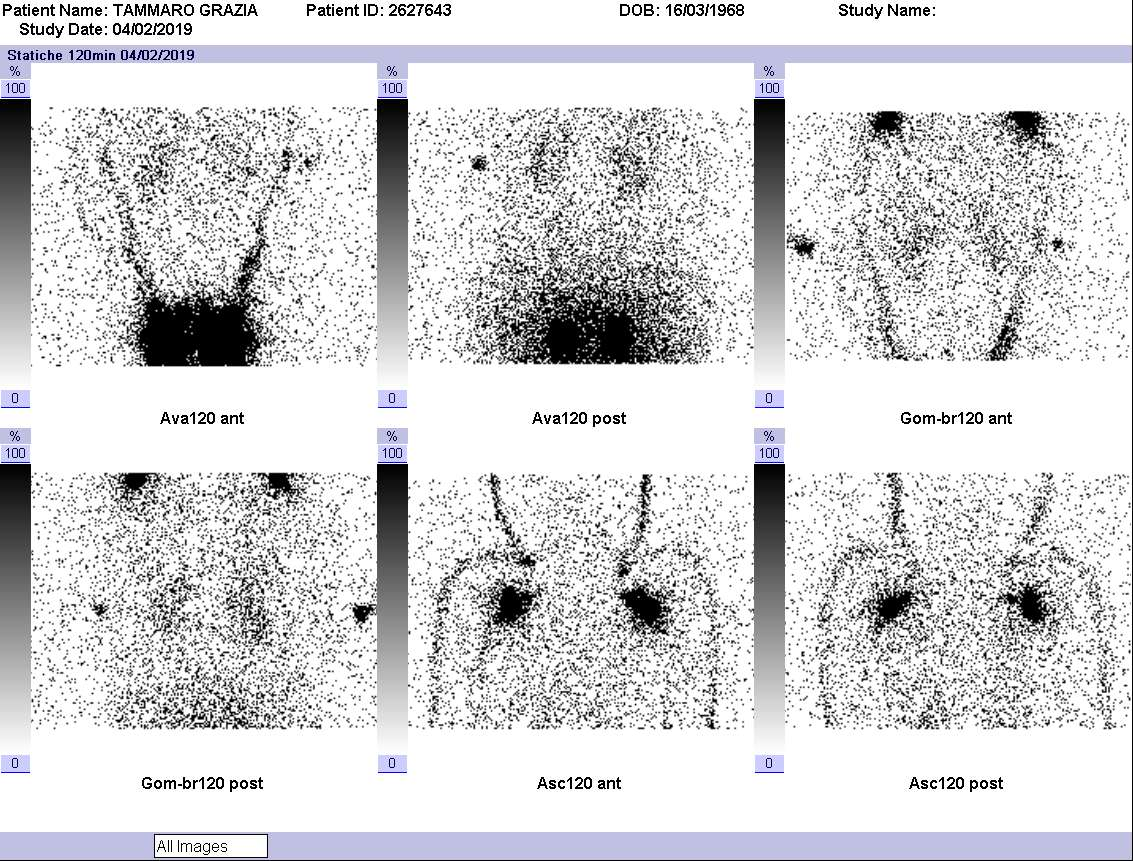 Patient Name: TAMMARO GRAZIA Patient ID: 2627643 DOB: 16/03/1968 Study Name:
Study Date: 04/02/2019
Statiche 120min 04/02/2019
% % %
100 100 100
0 0 0
Ava120 ant Ava120 post Gom-br120 ant
% % %
100 100 100
0 0 0
Gom-br120 post Asc120 ant Asc120 post
All Images